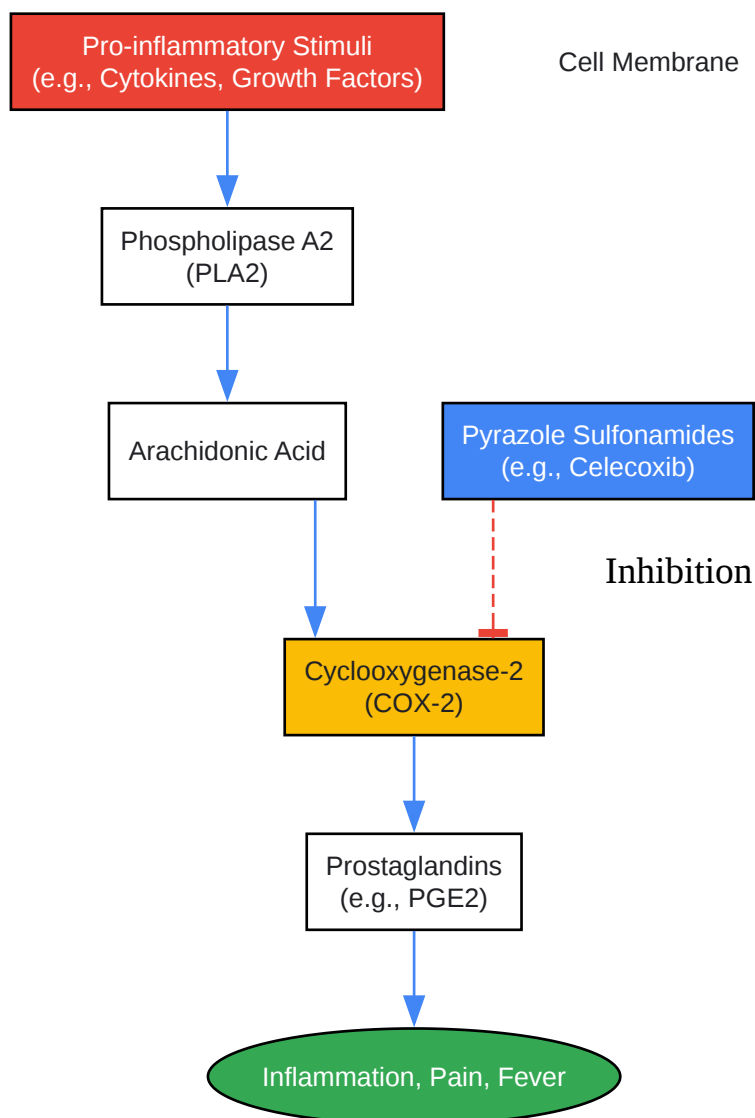 Pro-inflammatory Stimuli
(e.g., Cytokines, Growth Factors)
Cell Membrane
Phospholipase A2
(PLA2)
Arachidonic Acid
Pyrazole Sulfonamides
(e.g., Celecoxib)
Inhibition
Cyclooxygenase-2
(COX-2)
Prostaglandins
(e.g., PGE2)
Inflammation, Pain, Fever